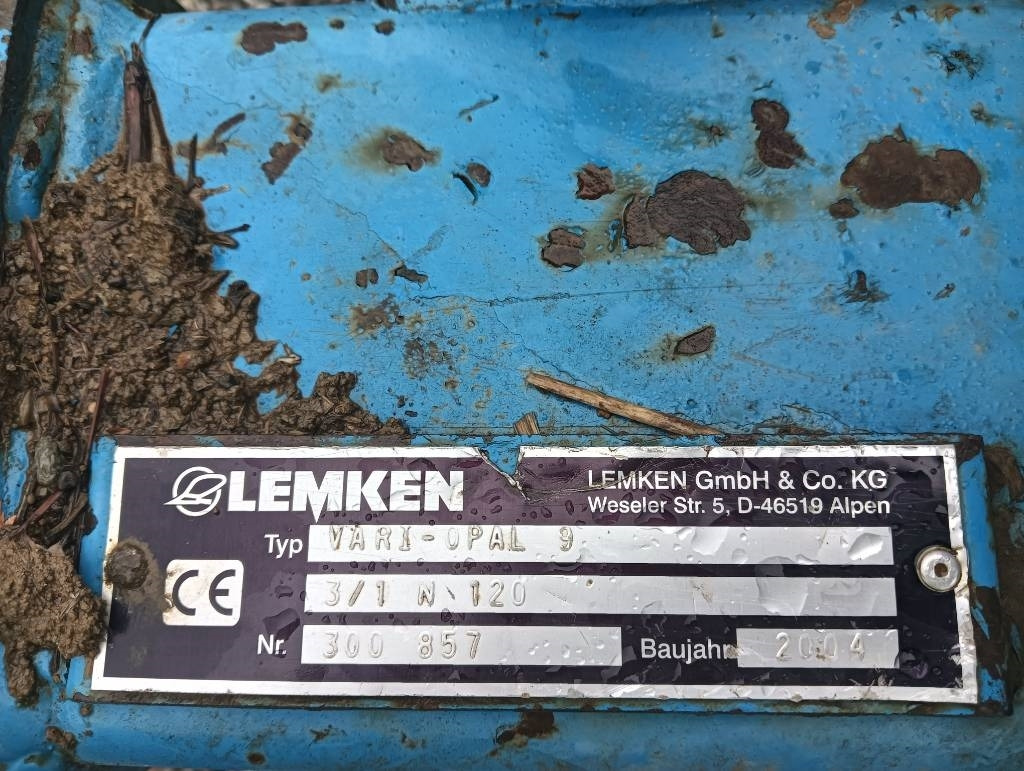 LEMKEN
LEMKEN GmbH & Co. KG
Weseler Str. 5, D-46519 Alpen
Typ VARI-OPAL 9
CE 3/1 N 120
Nr. 300 857 Baujahr 2004